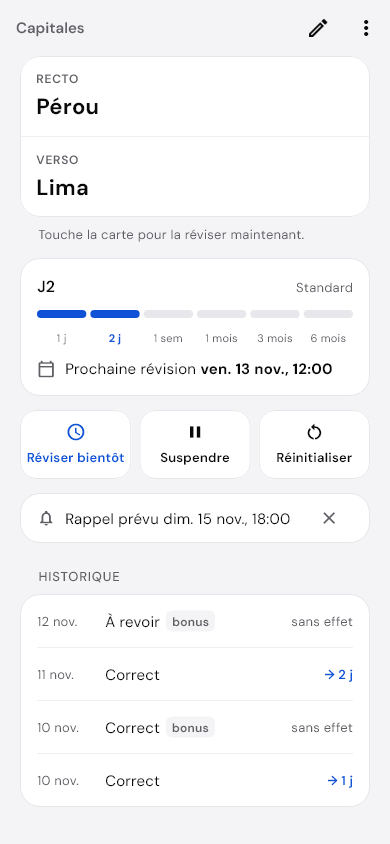 Capitales
RECTO
Pérou
VERSO
Lima
Touche la carte pour la réviser maintenant.
J2
Standard
1 j
2 j
1 sem
1 mois
3 mois
6 mois
Prochaine révision ven. 13 nov., 12:00
Réviser bientôt
Suspendre
Réinitialiser
Rappel prévu dim. 15 nov., 18:00
HISTORIQUE
12 nov. À revoir bonus sans effet
11 nov. Correct → 2 j
10 nov. Correct bonus sans effet
10 nov. Correct → 1 j